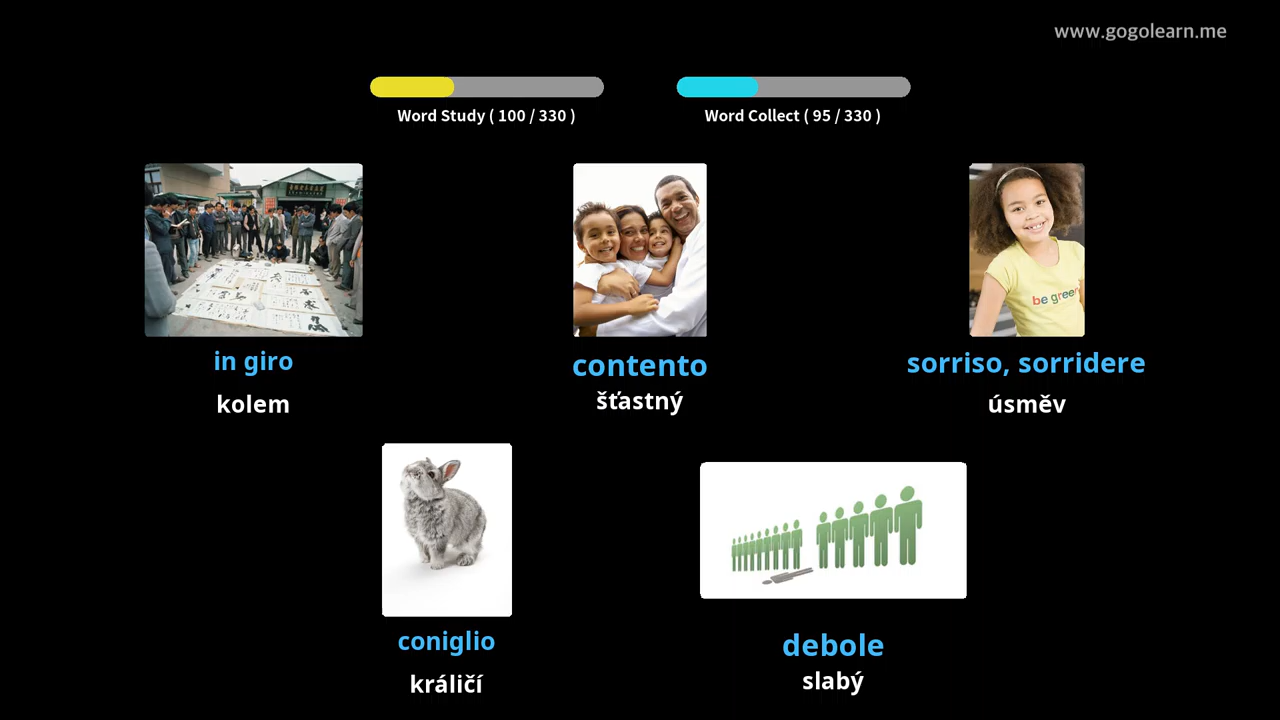 www.gogolearn.me
Word Study ( 100 / 330 )
Word Collect ( 95 / 330 )
be green
in giro
contento
sorriso, sorridere
kolem
šťastný
úsměv
coniglio
debole
králičí
slabý